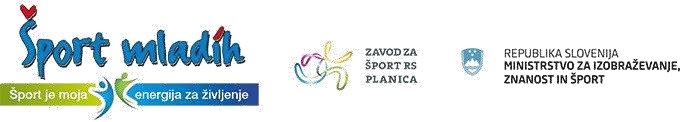 Šport mladih
Šport je moja energija za življenje
ZAVOD ZA
ŠPORT RS
PLANICA
REPUBLIKA SLOVENIJA
MINISTRSTVO ZA IZOBRAŽEVANJE,
ZNANOST IN ŠPORT